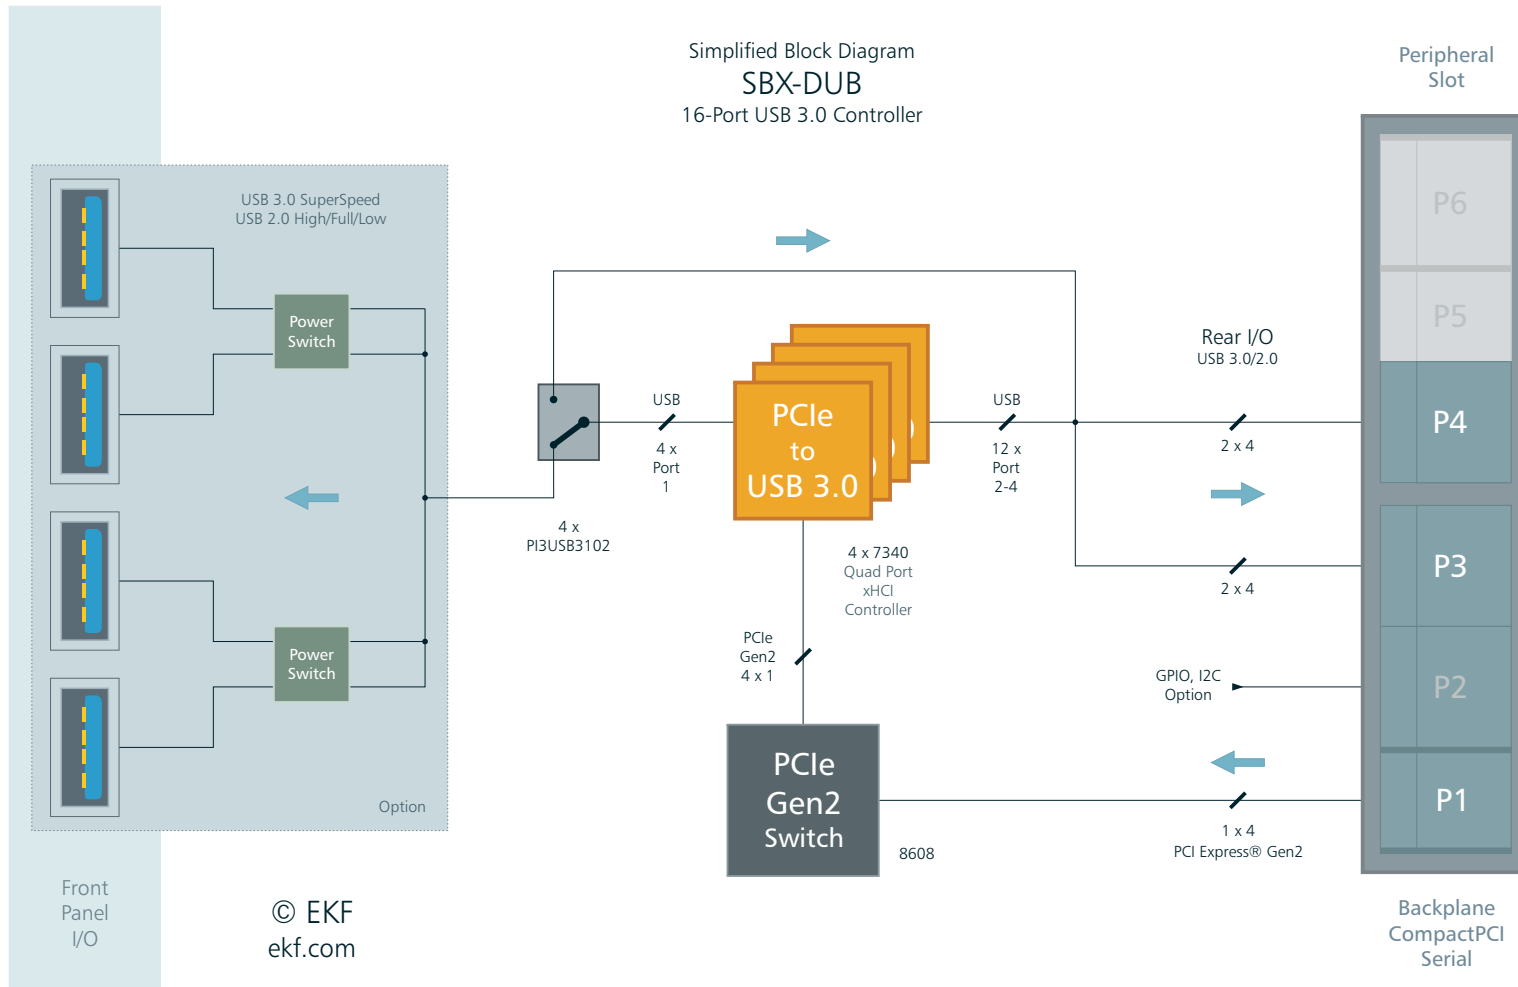 Simplified Block Diagram
SBX-DUB
16-Port USB 3.0 Controller
Peripheral
Slot
USB 3.0 SuperSpeed
USB 2.0 High/Full/Low
Power
Switch
Power
Switch
Option
Front
Panel
I/O
© EKF
ekf.com
4 x
PI3USB3102
USB
4 x
Port
1
PCIe
to
USB 3.0
USB
12 x
Port
2-4
4 x 7340
Quad Port
xHCI
Controller
PCIe
Gen2
4 x 1
PCIe
Gen2
Switch
8608
Rear I/O
USB 3.0/2.0
2 x 4
2 x 4
GPIO, I2C
Option
1 x 4
PCI Express® Gen2
P6
P5
P4
P3
P2
P1
Backplane
CompactPCI
Serial